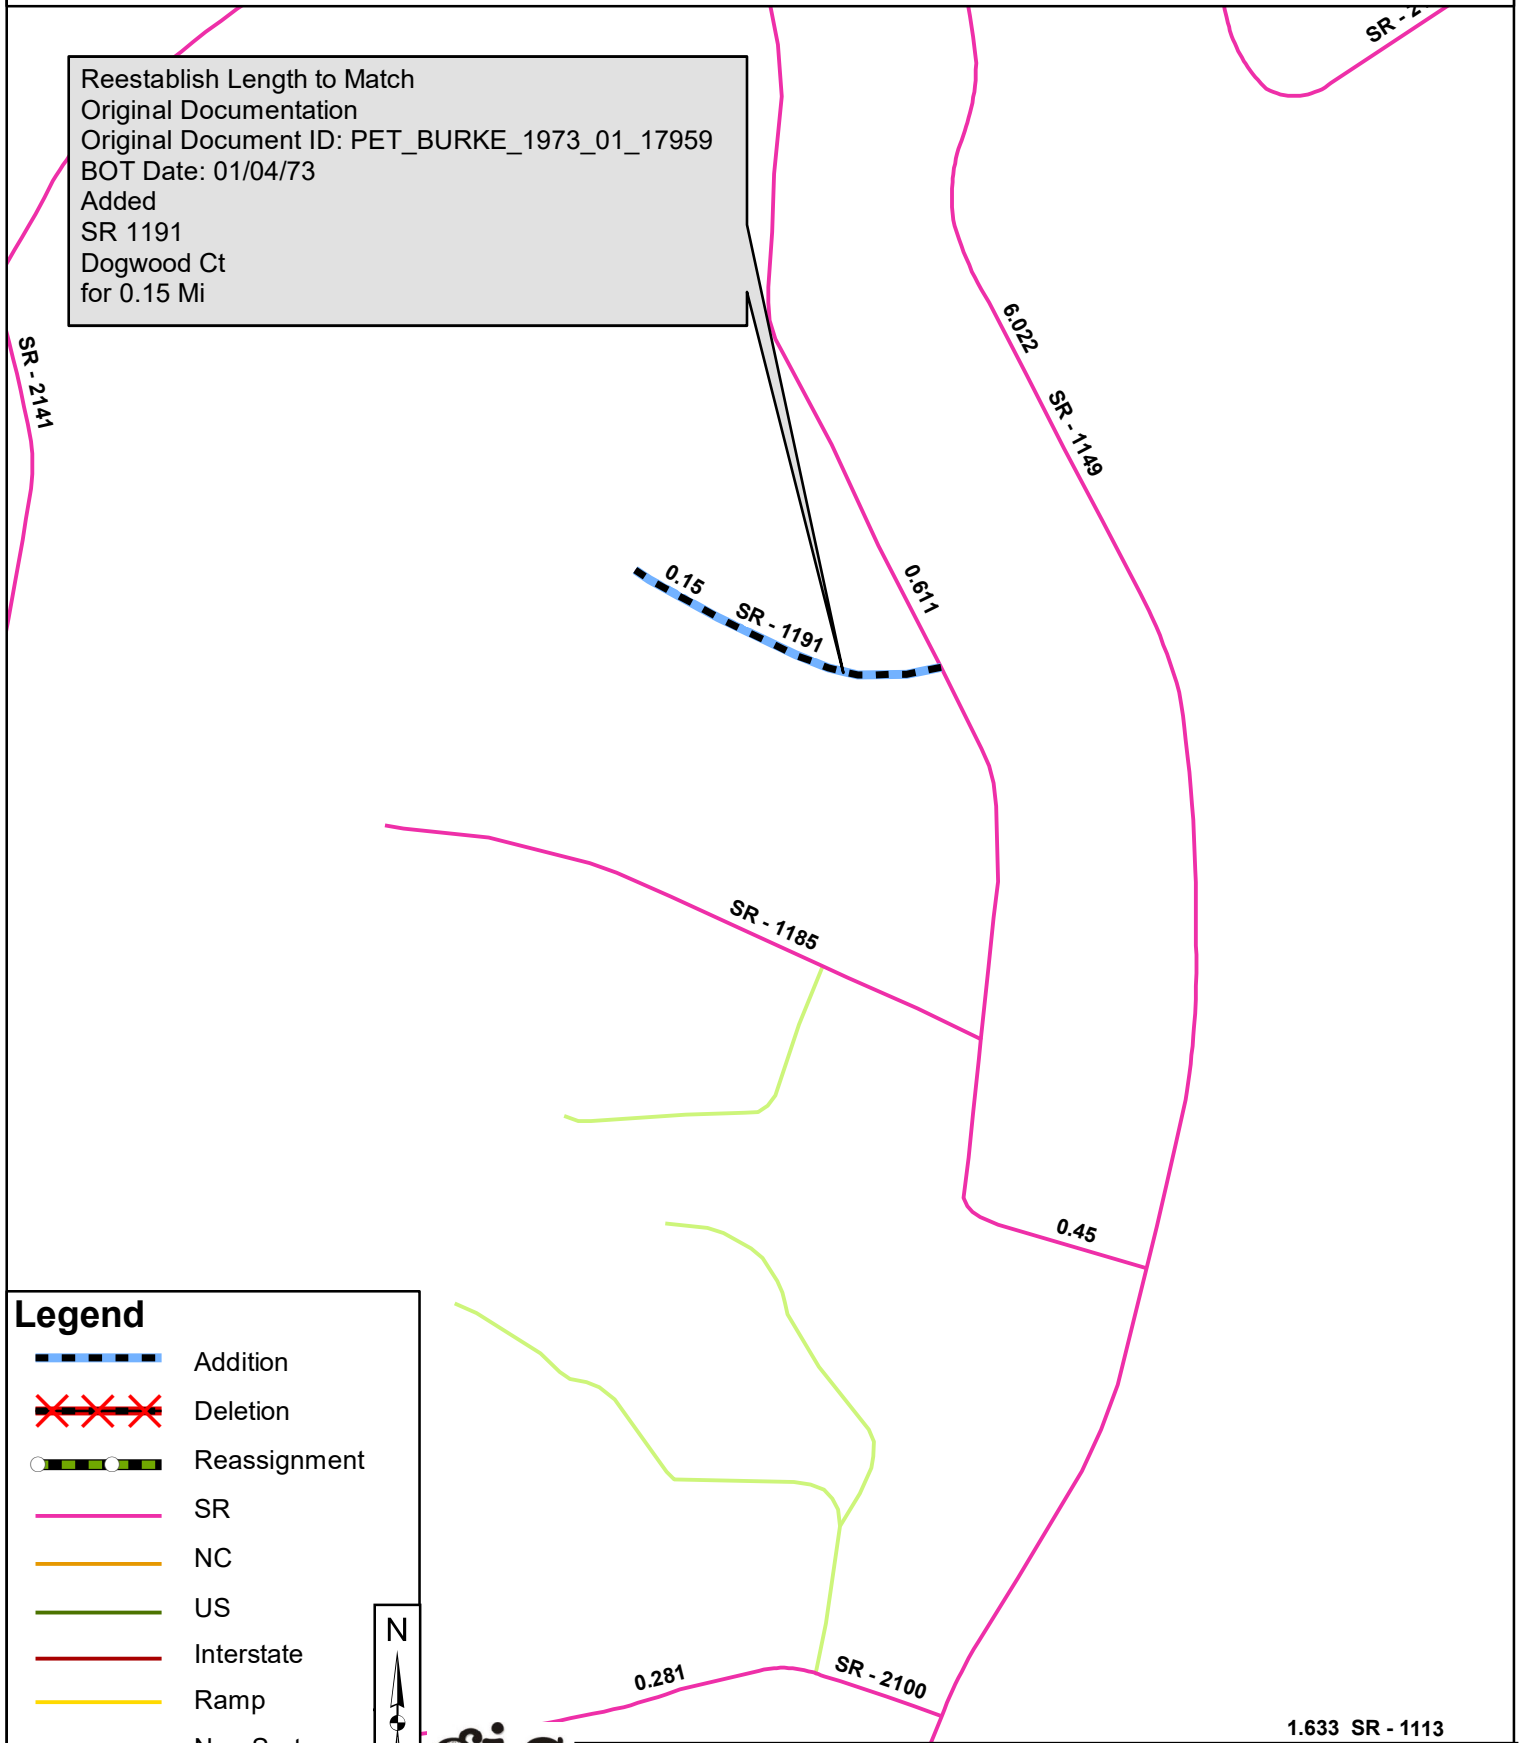 SR - 2
Reestablish Length to Match
Original Documentation
Original Document ID: PET_BURKE_1973_01_17959
BOT Date: 01/04/73
Added
SR 1191
Dogwood Ct
for 0.15 Mi
SR - 2141
6.022
SR - 1149
0.15
SR - 1191
0.611
SR - 1185
0.45
Legend
Addition
Deletion
Reassignment
SR
NC
US
Interstate
Ramp
N
0.281
SR - 2100
1.633 SR - 1113